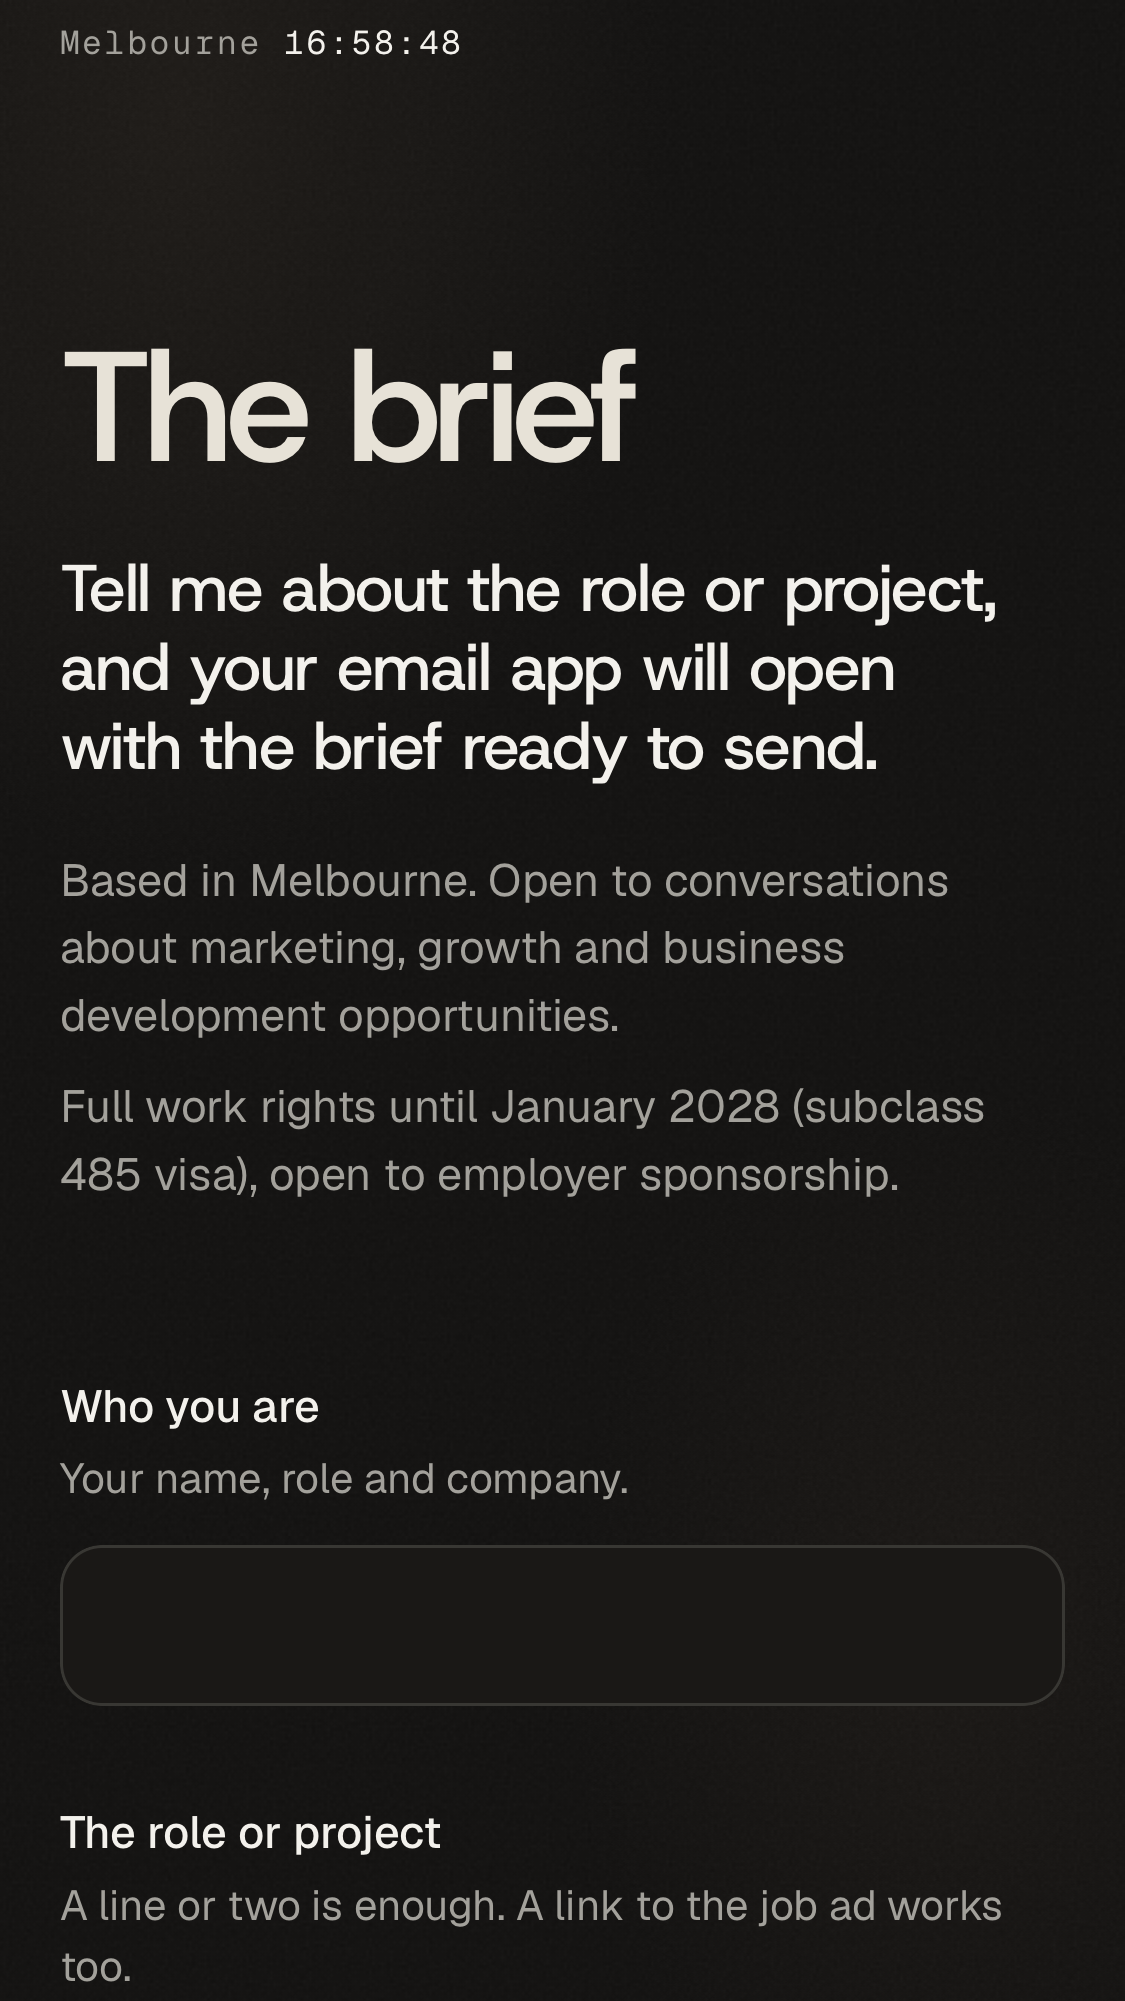 Melbourne 16:58:48
The brief
Tell me about the role or project,
and your email app will open
with the brief ready to send.
Based in Melbourne. Open to conversations
about marketing, growth and business
development opportunities.
Full work rights until January 2028 (subclass
485 visa), open to employer sponsorship.
Who you are
Your name, role and company.
The role or project
A line or two is enough. A link to the job ad works
too.